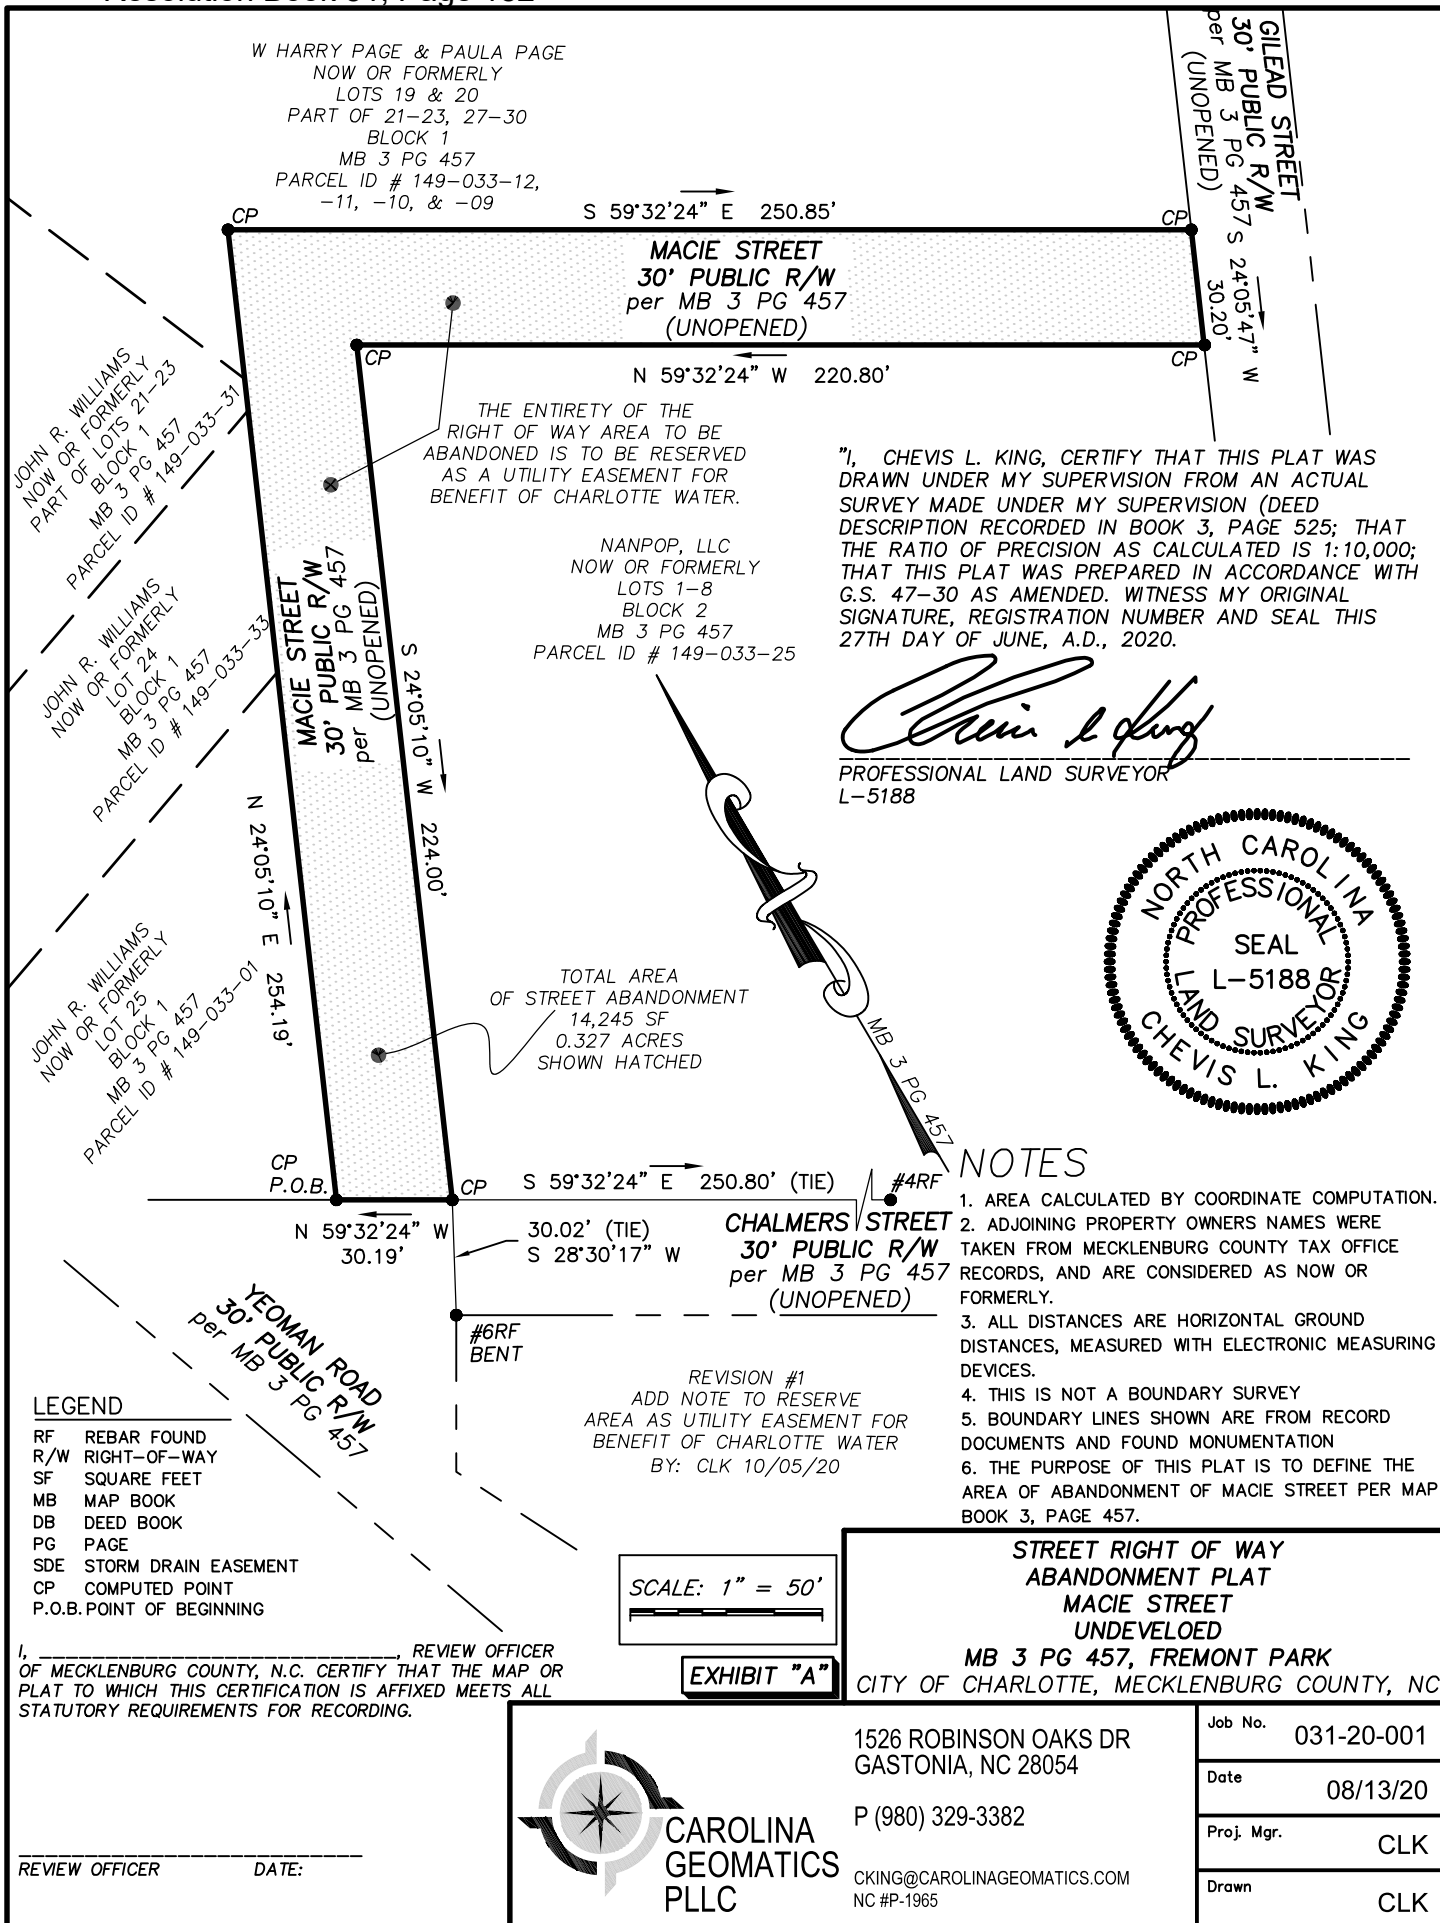 W HARRY PAGE & PAULA PAGE
NOW OR FORMERLY
LOTS 19 & 20
PART OF 21-23, 27-30
BLOCK 1
MB 3 PG 457
PARCEL ID # 149-033-12,
-11, -10, & -09
GILEAD STREET
30' PUBLIC R/W
per MB 3 PG 457
(UNOPENED)
CP
S 59°32'24" E 250.85'
CP
MACIE STREET
30' PUBLIC R/W
per MB 3 PG 457
(UNOPENED)
S 24°05'47" W
30.20'
CP
CP
N 59°32'24" W 220.80'
JOHN R. WILLIAMS
NOW OR FORMERLY
PART OF LOTS 21-23
BLOCK 1
MB 3 PG 457
PARCEL ID # 149-033-31
THE ENTIRETY OF THE
RIGHT OF WAY AREA TO BE
ABANDONED IS TO BE RESERVED
AS A UTILITY EASEMENT FOR
BENEFIT OF CHARLOTTE WATER.
"I, CHEVIS L. KING, CERTIFY THAT THIS PLAT WAS
DRAWN UNDER MY SUPERVISION FROM AN ACTUAL
SURVEY MADE UNDER MY SUPERVISION (DEED
DESCRIPTION RECORDED IN BOOK 3, PAGE 525; THAT
THE RATIO OF PRECISION AS CALCULATED IS 1:10,000;
THAT THIS PLAT WAS PREPARED IN ACCORDANCE WITH
G.S. 47-30 AS AMENDED. WITNESS MY ORIGINAL
SIGNATURE, REGISTRATION NUMBER AND SEAL THIS
27TH DAY OF JUNE, A.D., 2020.
NANPOP, LLC
NOW OR FORMERLY
LOTS 1-8
BLOCK 2
MB 3 PG 457
PARCEL ID # 149-033-25
JOHN R. WILLIAMS
NOW OR FORMERLY
LOT 24
BLOCK 1
MB 3 PG 457
PARCEL ID # 149-033-33
MACIE STREET
30' PUBLIC R/W
per MB 3 PG 457
(UNOPENED)
S 24°05'10" W 224.00'
N 24°05'10" E 254.19'
PROFESSIONAL LAND SURVEYOR
L-5188
NORTH CAROLINA
PROFESSIONAL
SEAL
L-5188
LAND SURVEYOR
CHEVIS L. KING
JOHN R. WILLIAMS
NOW OR FORMERLY
LOT 25
BLOCK 1
MB 3 PG 457
PARCEL ID # 149-033-01
TOTAL AREA
OF STREET ABANDONMENT
14,245 SF
0.327 ACRES
SHOWN HATCHED
MB 3 PG 457
CP
P.O.B.
CP
S 59°32'24" E 250.80' (TIE)
#4RF
N 59°32'24" W
30.19'
30.02' (TIE)
S 28°30'17" W
CHALMERS STREET
30' PUBLIC R/W
per MB 3 PG 457
(UNOPENED)
#6RF
BENT
YEOMAN ROAD
30' PUBLIC R/W
per MB 3 PG 457
NOTES
1. AREA CALCULATED BY COORDINATE COMPUTATION.
2. ADJOINING PROPERTY OWNERS NAMES WERE
TAKEN FROM MECKLENBURG COUNTY TAX OFFICE
RECORDS, AND ARE CONSIDERED AS NOW OR
FORMERLY.
3. ALL DISTANCES ARE HORIZONTAL GROUND
DISTANCES, MEASURED WITH ELECTRONIC MEASURING
DEVICES.
4. THIS IS NOT A BOUNDARY SURVEY
5. BOUNDARY LINES SHOWN ARE FROM RECORD
DOCUMENTS AND FOUND MONUMENTATION
6. THE PURPOSE OF THIS PLAT IS TO DEFINE THE
AREA OF ABANDONMENT OF MACIE STREET PER MAP
BOOK 3, PAGE 457.
REVISION #1
ADD NOTE TO RESERVE
AREA AS UTILITY EASEMENT FOR
BENEFIT OF CHARLOTTE WATER
BY: CLK 10/05/20
LEGEND
RF REBAR FOUND
R/W RIGHT-OF-WAY
SF SQUARE FEET
MB MAP BOOK
DB DEED BOOK
PG PAGE
SDE STORM DRAIN EASEMENT
CP COMPUTED POINT
P.O.B. POINT OF BEGINNING
SCALE: 1" = 50'
EXHIBIT "A"
STREET RIGHT OF WAY
ABANDONMENT PLAT
MACIE STREET
UNDEVELOED
MB 3 PG 457, FREMONT PARK
CITY OF CHARLOTTE, MECKLENBURG COUNTY, NC
I, ______________________________, REVIEW OFFICER
OF MECKLENBURG COUNTY, N.C. CERTIFY THAT THE MAP OR
PLAT TO WHICH THIS CERTIFICATION IS AFFIXED MEETS ALL
STATUTORY REQUIREMENTS FOR RECORDING.
REVIEW OFFICER DATE:
CAROLINA
GEOMATICS
PLLC
1526 ROBINSON OAKS DR
GASTONIA, NC 28054
P (980) 329-3382
CKING@CAROLINAGEOMATICS.COM
NC #P-1965
Job No. 031-20-001
Date 08/13/20
Proj. Mgr. CLK
Drawn CLK